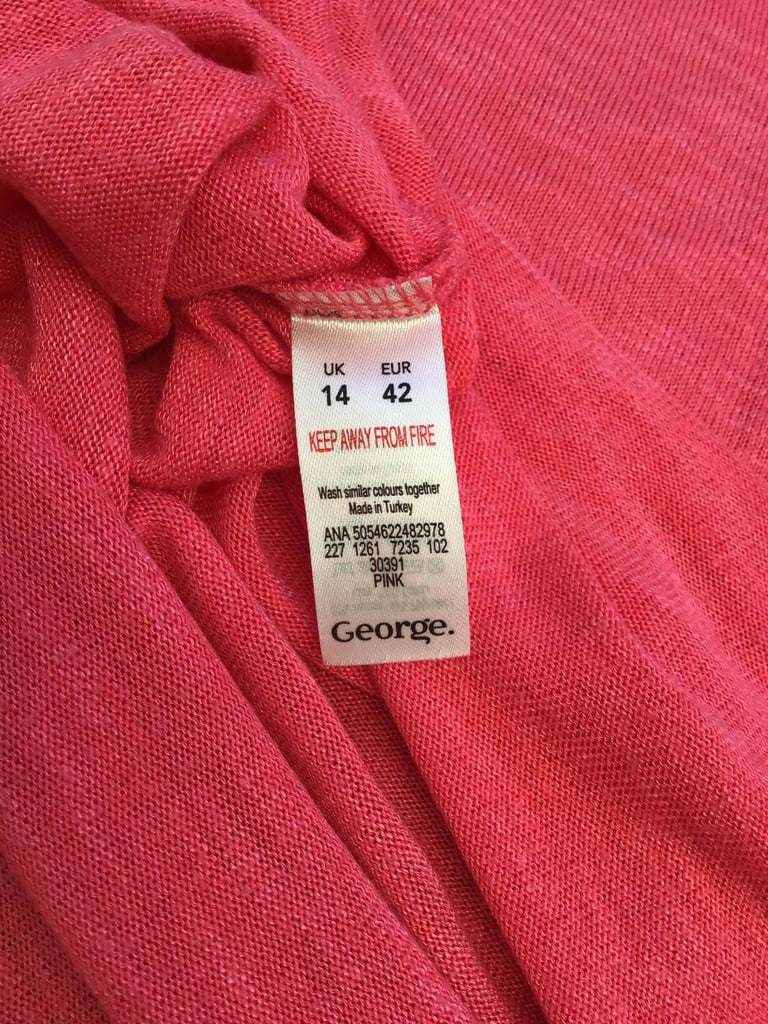 UK EUR
14 42
KEEP AWAY FROM FIRE
Wash similar colours together
Made in Turkey
ANA 5054622482978
227 1261 7235 102
30391
PINK
George.